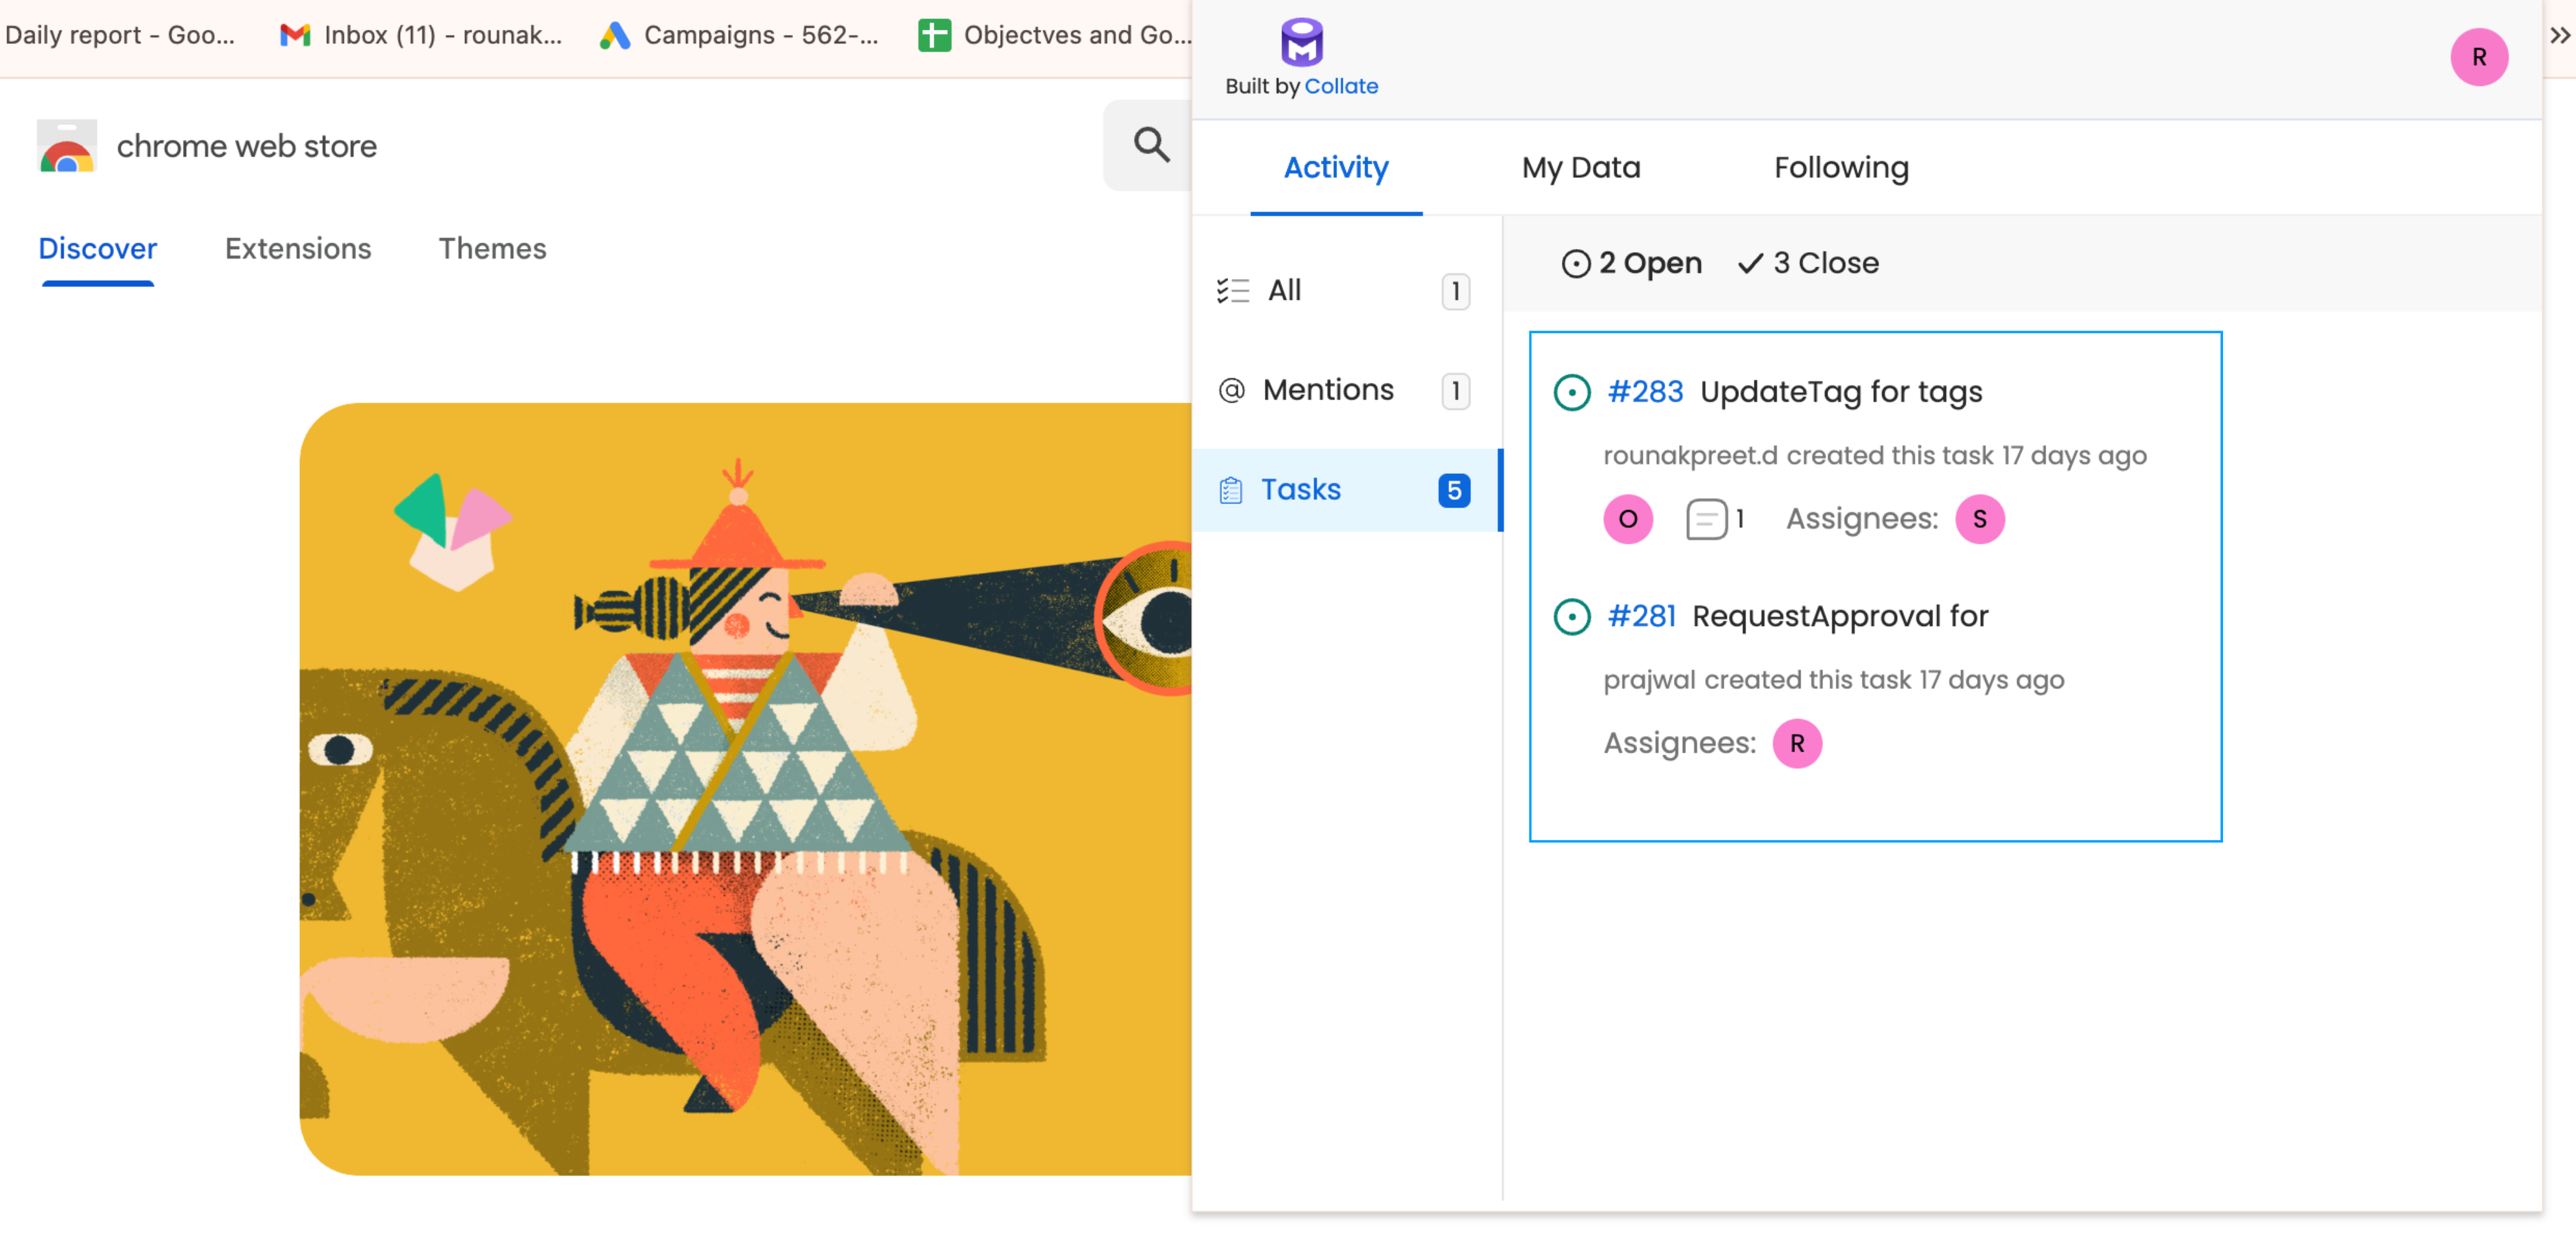 Daily report - Goo...
Inbox (11) - rounak...
Campaigns - 562-...
Objectves and Go...
chrome web store
Discover
Extensions
Themes
Built by Collate
R
Activity
My Data
Following
All 1
Mentions 1
Tasks 5
2 Open
3 Close
#283 UpdateTag for tags
rounakpreet.d created this task 17 days ago
O 1 Assignees: S
#281 RequestApproval for
prajwal created this task 17 days ago
Assignees: R